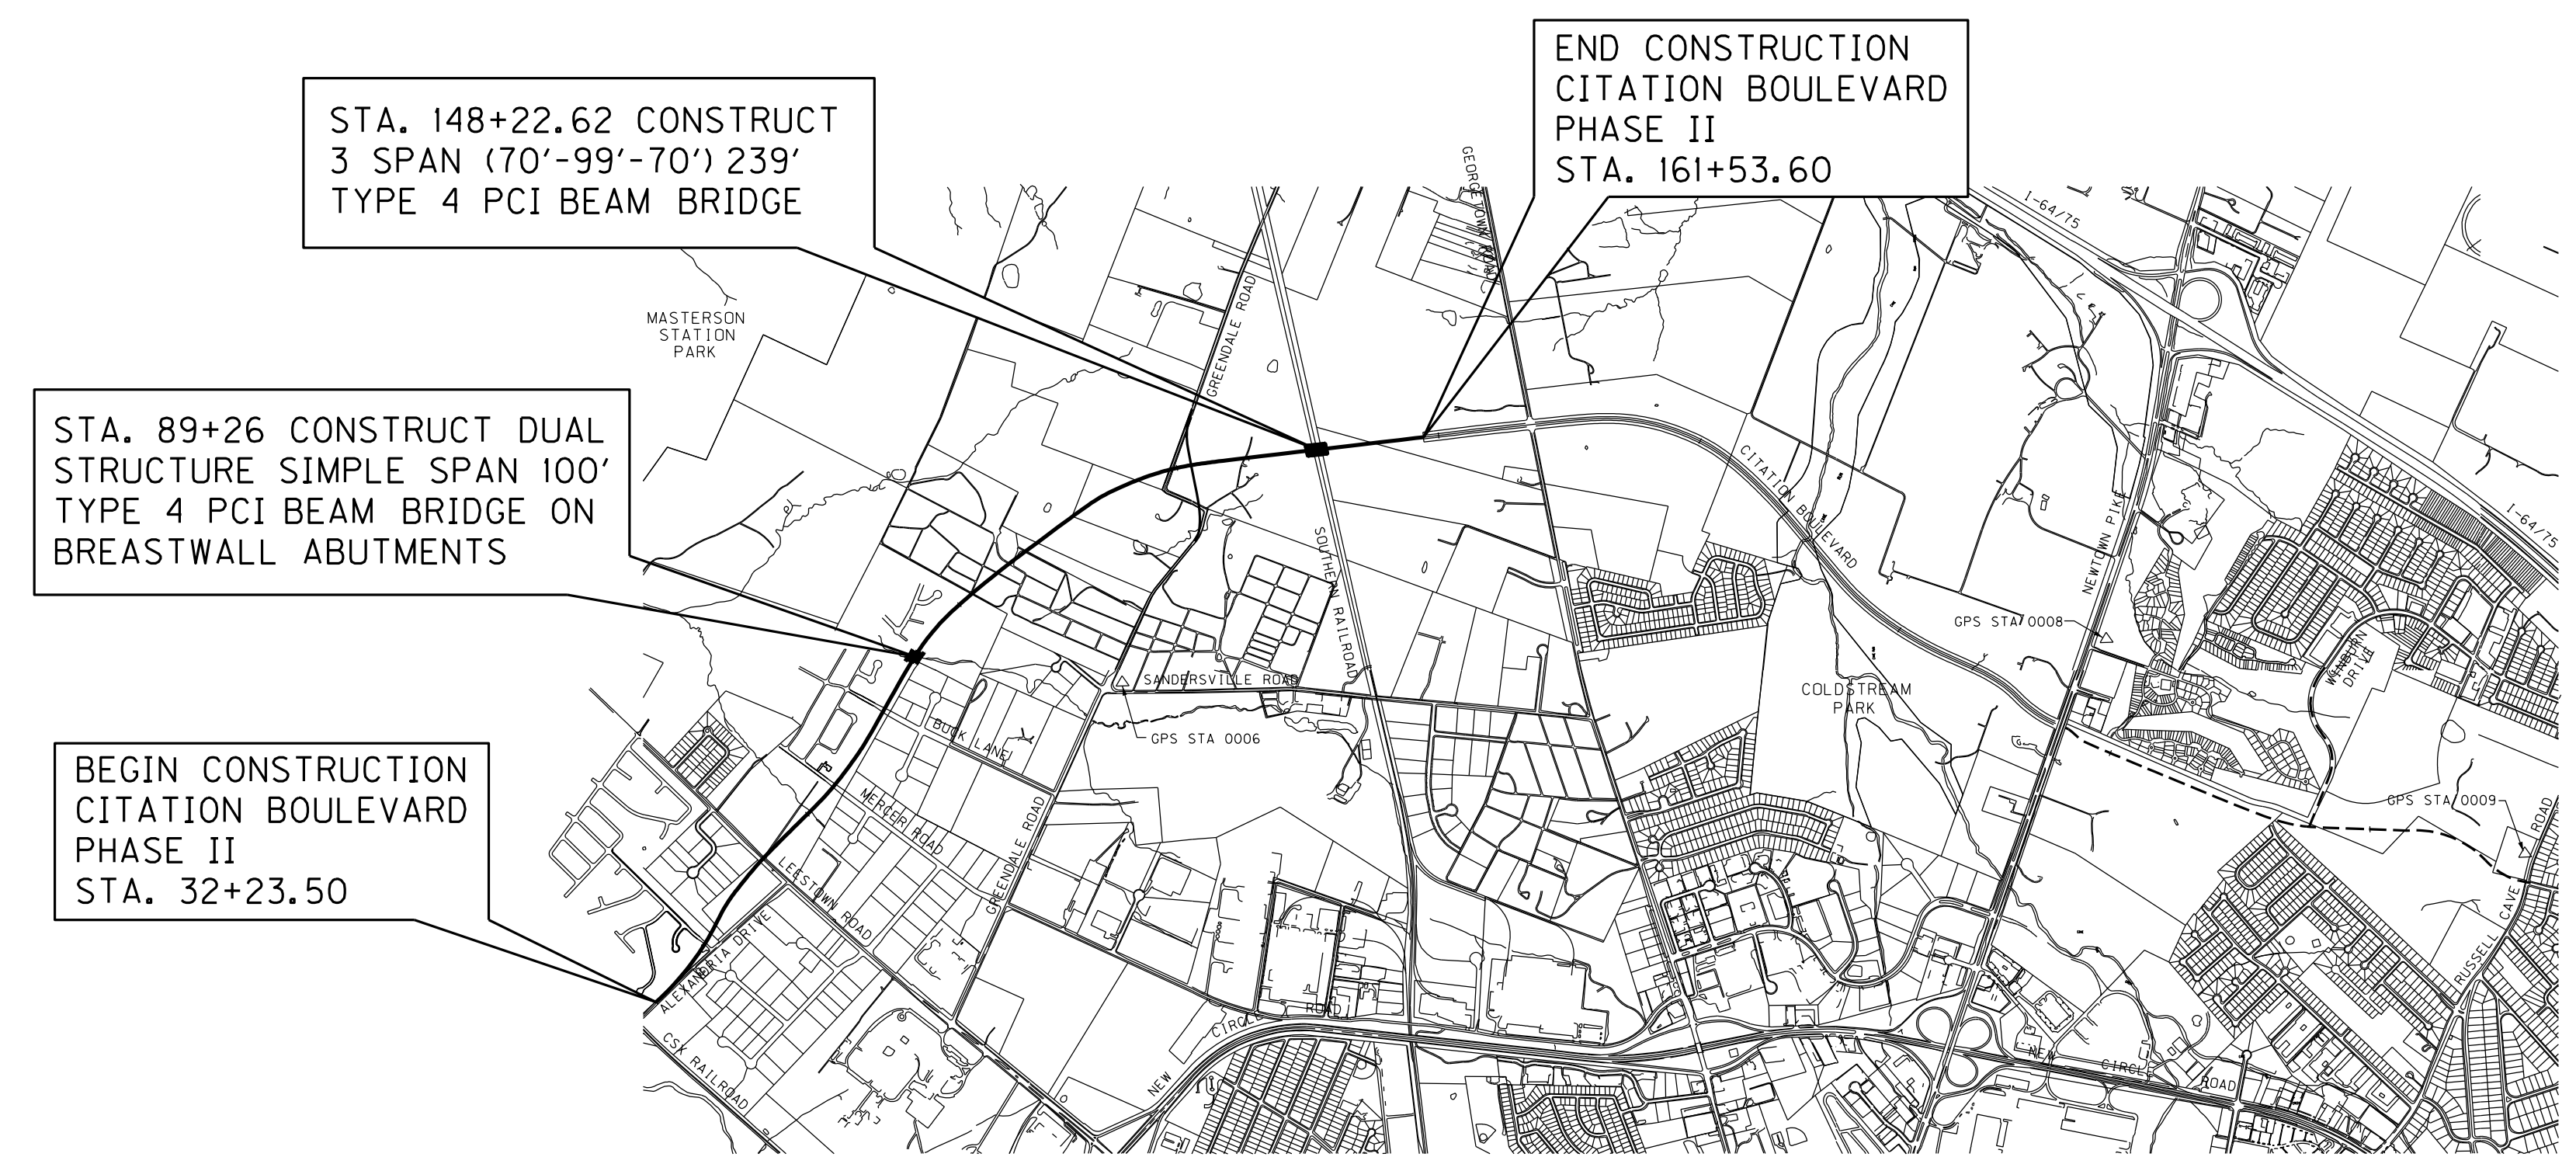 END CONSTRUCTION
CITATION BOULEVARD
PHASE II
STA. 161+53.60
STA. 148+22.62 CONSTRUCT
3 SPAN (70'-99'-70') 239'
TYPE 4 PCI BEAM BRIDGE
STA. 89+26 CONSTRUCT DUAL
STRUCTURE SIMPLE SPAN 100'
TYPE 4 PCI BEAM BRIDGE ON
BREASTWALL ABUTMENTS
BEGIN CONSTRUCTION
CITATION BOULEVARD
PHASE II
STA. 32+23.50
MASTERSON
STATION
PARK
GREENDALE ROAD
GEORGETOWN ROAD
I-64/75
CITATION BOULEVARD
NEWTOWN PIKE
I-64/75
SOUTHERN RAILROAD
GPS STA 0008
WINBURN
DRIVE
SANDERSVILLE ROAD
COLDSTREAM
PARK
GPS STA 0006
BUCK LANE
MERCER ROAD
GREENDALE ROAD
LEESTOWN ROAD
ALEXANDRIA DRIVE
CSX RAILROAD
GPS STA 0009
RUSSELL CAVE ROAD
NEW CIRCLE ROAD
NEW CIRCLE ROAD